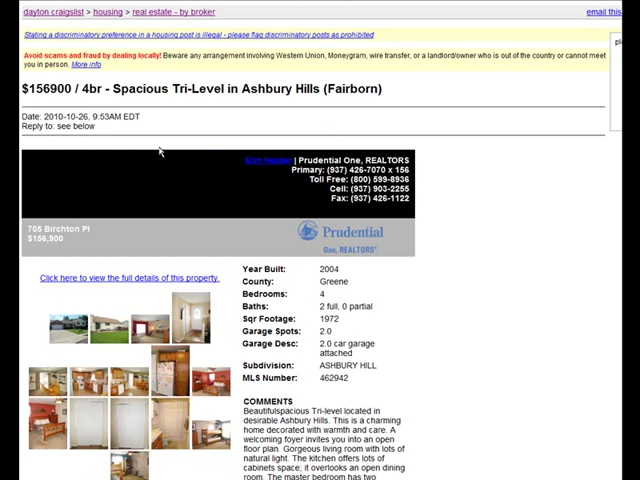 dayton craigslist > housing > real estate - by broker
email this
Stating a discriminatory preference in a housing post is illegal - please flag discriminatory posts as prohibited
Avoid scams and fraud by dealing locally! Beware any arrangement involving Western Union, Moneygram, wire transfer, or a landlord/owner who is out of the country or cannot meet
you in person. More info
$156900 / 4br - Spacious Tri-Level in Ashbury Hills (Fairborn)
Date: 2010-10-26, 9:53AM EDT
Reply to: see below
| Prudential One, REALTORS
Primary: (937) 426-7070 x 156
Toll Free: (800) 599-8936
Cell: (937) 903-2255
Fax: (937) 426-1122
705 Birchton Pl
$156,900
Prudential
One, REALTORS®
Click here to view the full details of this property.
Year Built: 2004
County: Greene
Bedrooms: 4
Baths: 2 full, 0 partial
Sqr Footage: 1972
Garage Spots: 2.0
Garage Desc: 2.0 car garage
attached
Subdivision: ASHBURY HILL
MLS Number: 462942
COMMENTS
Beautifulspacious Tri-level located in
desirable Ashbury Hills. This is a charming
home decorated with warmth and care. A
welcoming foyer invites you into an open
floor plan. Gorgeous living room with lots of
natural light. The kitchen offers lots of
cabinets space; it overlooks an open dining
room. The master bedroom has two